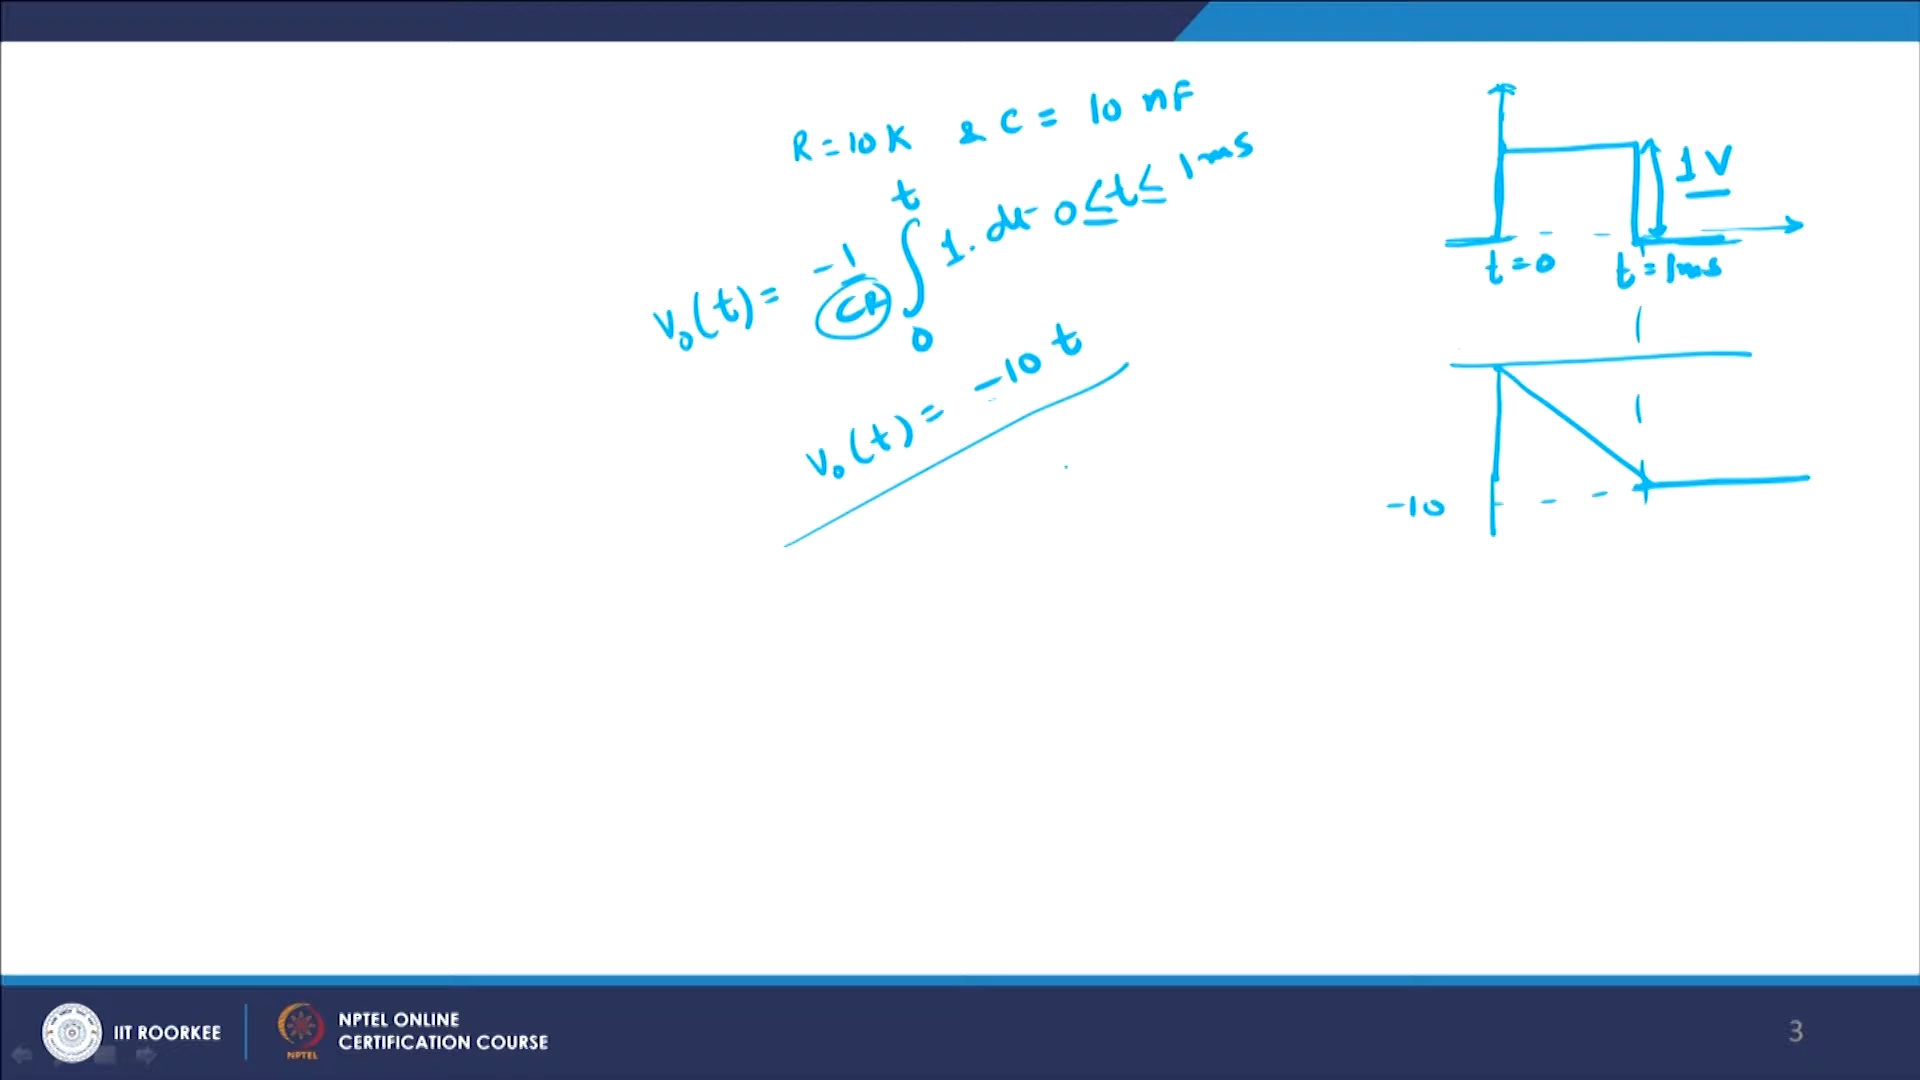 R = 10K & C = 10 nF
v₀(t) = -1/CR ∫₀ᵗ 1. dt 0 ≤ t ≤ 1ms
v₀(t) = -10 t
1 V
t = 0 t = 1ms
-10
IIT ROORKEE
NPTEL
NPTEL ONLINE
CERTIFICATION COURSE
3